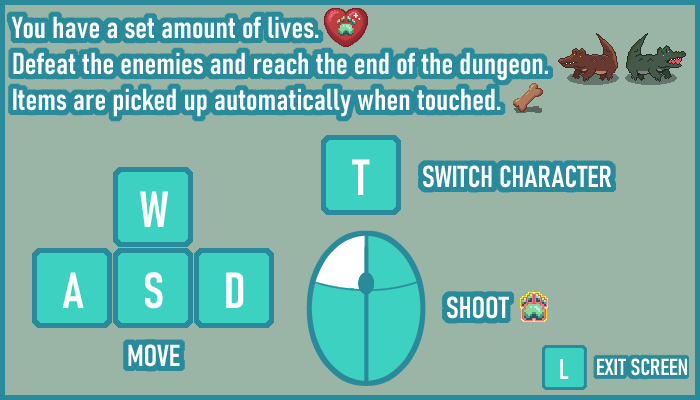 You have a set amount of lives.
Defeat the enemies and reach the end of the dungeon.
Items are picked up automatically when touched.
T
SWITCH CHARACTER
W
A S D
MOVE
SHOOT
L
EXIT SCREEN